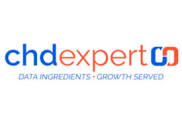 chdexpert
DATA INGREDIENTS • GROWTH SERVED